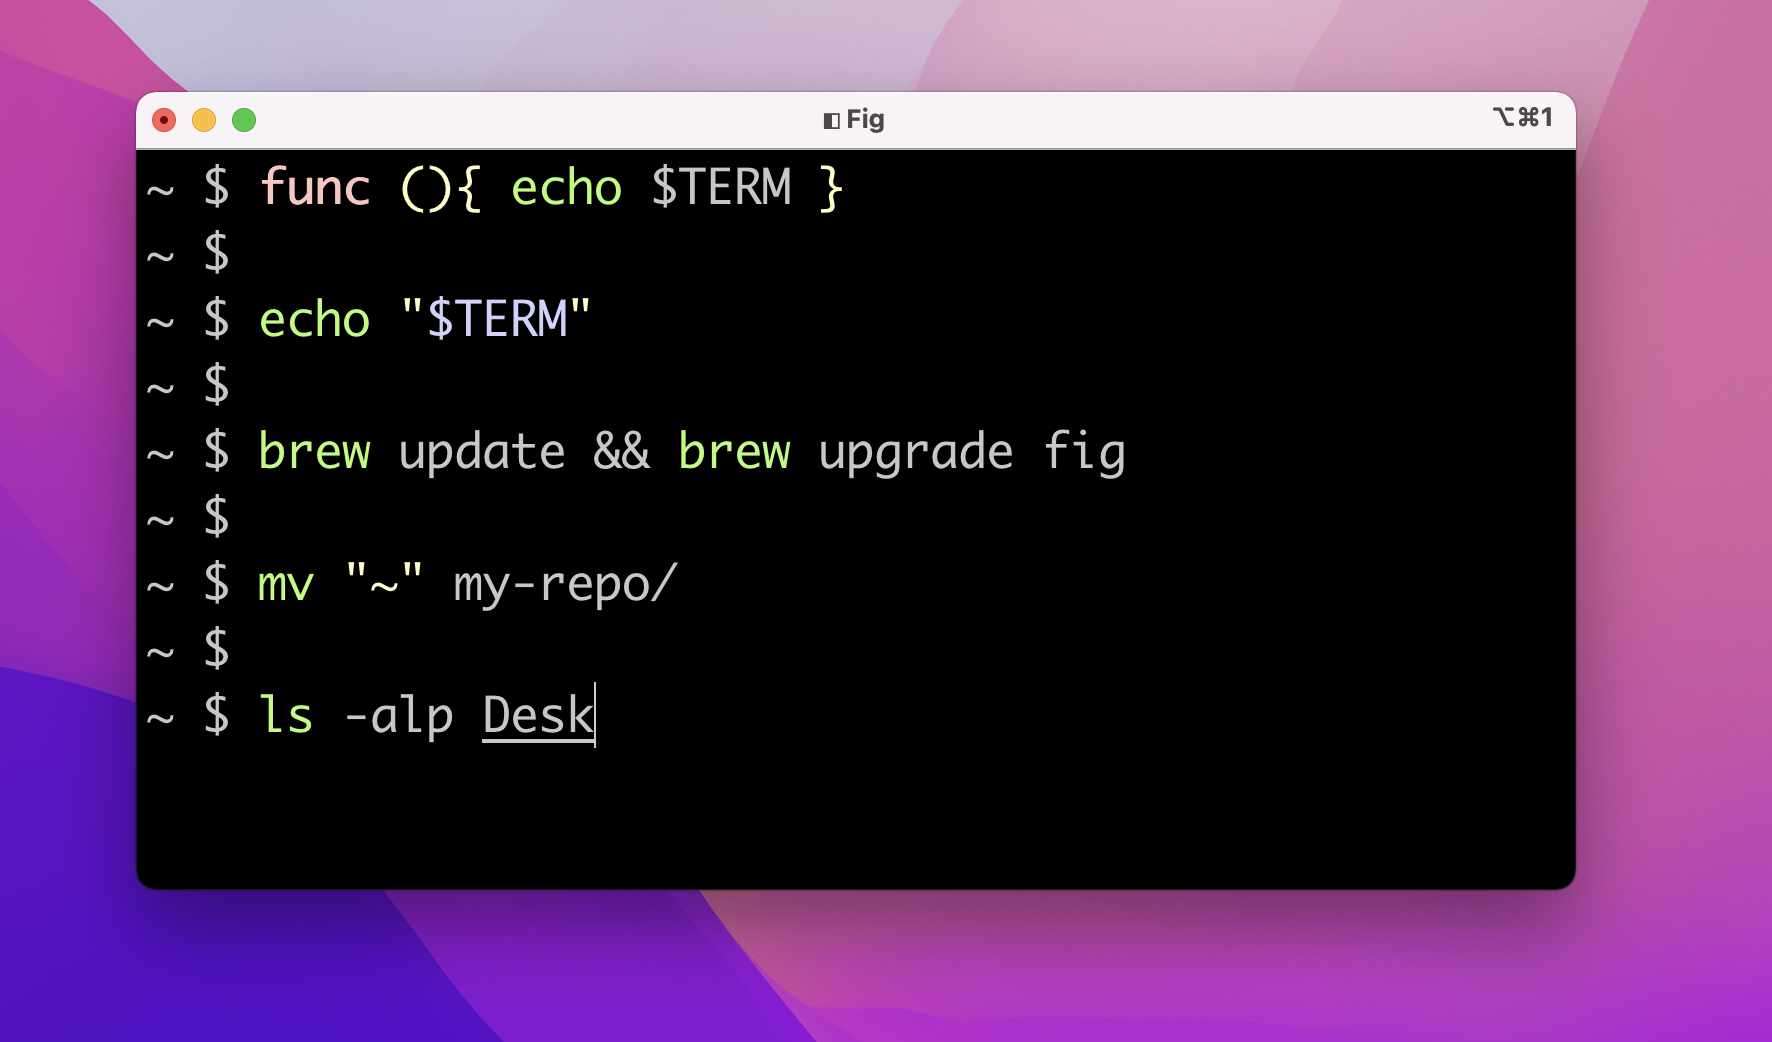 Fig
⌥⌘1
~ $ func (){ echo $TERM }
~ $
~ $ echo "$TERM"
~ $
~ $ brew update && brew upgrade fig
~ $
~ $ mv "~" my-repo/
~ $
~ $ ls -alp Desk